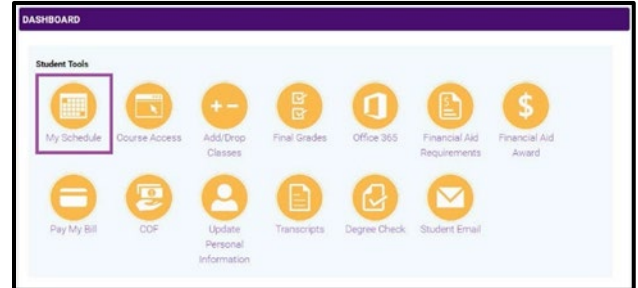 DASHBOARD
Student Tools
My Schedule
Course Access
Add/Drop
Classes
Final Grades
Office 365
Financial Aid
Requirements
Financial Aid
Award
Pay My Bill
COF
Update
Personal
Information
Transcripts
Degree Check
Student Email